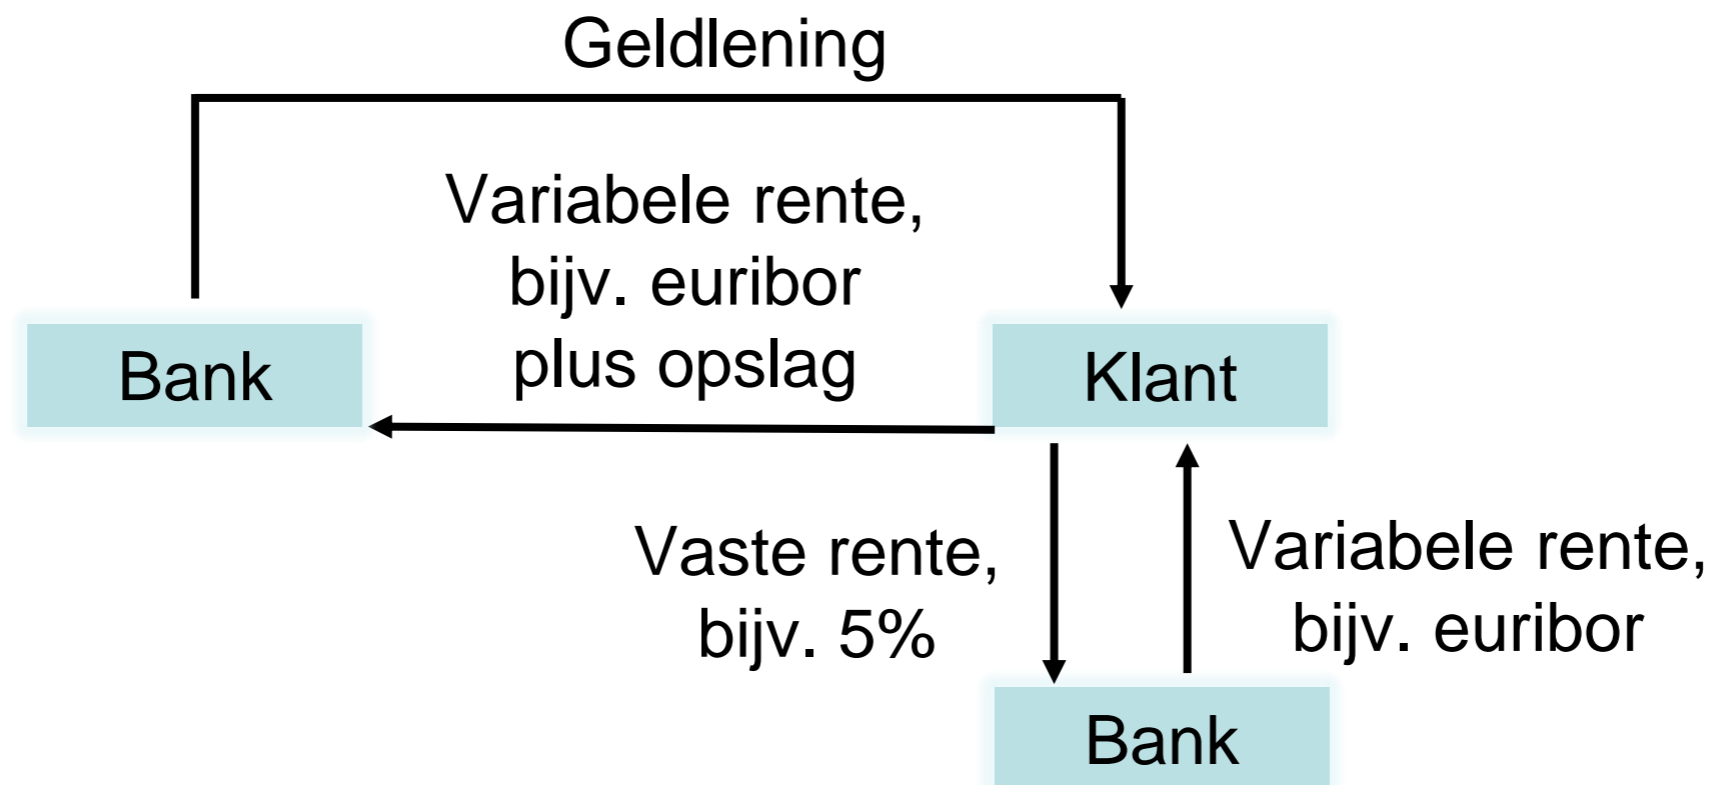 Geldlening
Variabele rente,
bijv. euribor
plus opslag
Bank
Klant
Vaste rente,
bijv. 5%
Variabele rente,
bijv. euribor
Bank